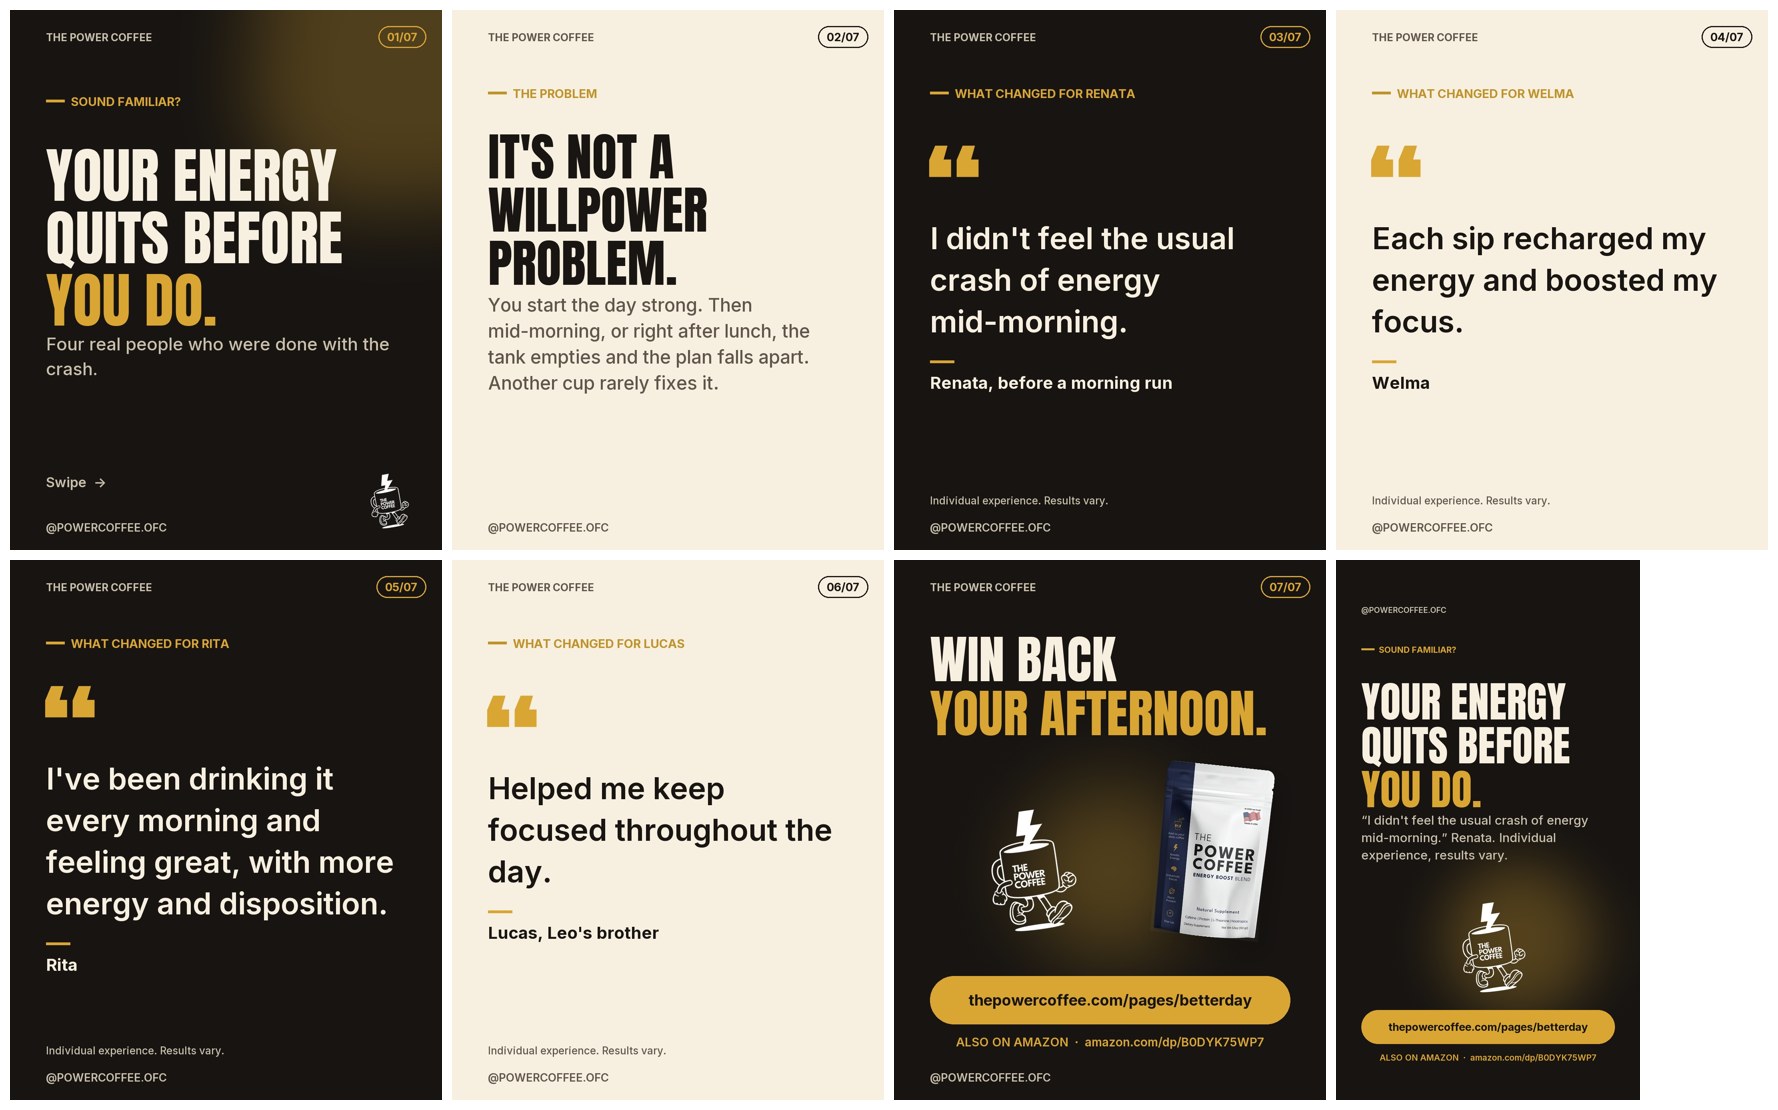 THE POWER COFFEE
01/07
SOUND FAMILIAR?
YOUR ENERGY
QUITS BEFORE
YOU DO.
Four real people who were done with the
crash.
Swipe →
THE POWER COFFEE
@POWERCOFFEE.OFC
THE POWER COFFEE
02/07
THE PROBLEM
IT'S NOT A
WILLPOWER
PROBLEM.
You start the day strong. Then
mid-morning, or right after lunch, the
tank empties and the plan falls apart.
Another cup rarely fixes it.
@POWERCOFFEE.OFC
THE POWER COFFEE
03/07
WHAT CHANGED FOR RENATA
“
I didn't feel the usual
crash of energy
mid-morning.
Renata, before a morning run
Individual experience. Results vary.
@POWERCOFFEE.OFC
THE POWER COFFEE
04/07
WHAT CHANGED FOR WELMA
“
Each sip recharged my
energy and boosted my
focus.
Welma
Individual experience. Results vary.
@POWERCOFFEE.OFC
THE POWER COFFEE
05/07
WHAT CHANGED FOR RITA
“
I've been drinking it
every morning and
feeling great, with more
energy and disposition.
Rita
Individual experience. Results vary.
@POWERCOFFEE.OFC
THE POWER COFFEE
06/07
WHAT CHANGED FOR LUCAS
“
Helped me keep
focused throughout the
day.
Lucas, Leo's brother
Individual experience. Results vary.
@POWERCOFFEE.OFC
THE POWER COFFEE
07/07
WIN BACK
YOUR AFTERNOON.
THE
POWER
COFFEE
THE
POWER
COFFEE
ENERGY BOOST BLEND
Natural Supplement
thepowercoffee.com/pages/betterday
ALSO ON AMAZON · amazon.com/dp/B0DYK75WP7
@POWERCOFFEE.OFC
@POWERCOFFEE.OFC
SOUND FAMILIAR?
YOUR ENERGY
QUITS BEFORE
YOU DO.
“I didn't feel the usual crash of energy
mid-morning.” Renata. Individual
experience, results vary.
THE
POWER
COFFEE
thepowercoffee.com/pages/betterday
ALSO ON AMAZON · amazon.com/dp/B0DYK75WP7